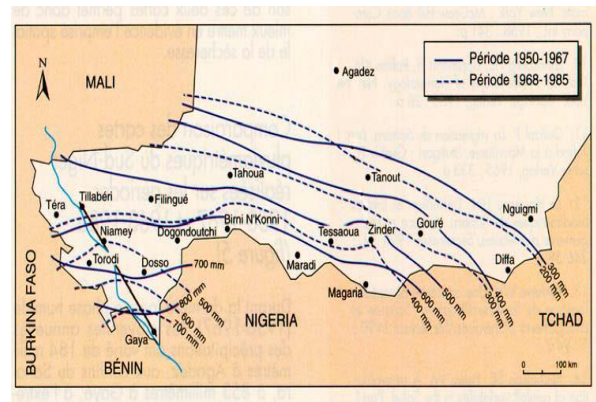 Période 1950-1967
Période 1968-1985
N
MALI
Agadez
Tahoua
Tanout
Téra
Tillabéri
Filingué
Nguigmi
Niamey
Dogondoutchi
Birni N'Konni
Tessaoua
Zinder
Gouré
Torodi
Dosso
700 mm
Maradi
Diffa
300 mm
200 mm
Magaria
400 mm
600 mm
500 mm
400 mm
300 mm
800 mm
500 mm
600 mm
700 mm
Gaya
BURKINA FASO
BÉNIN
NIGERIA
TCHAD
0 100 km